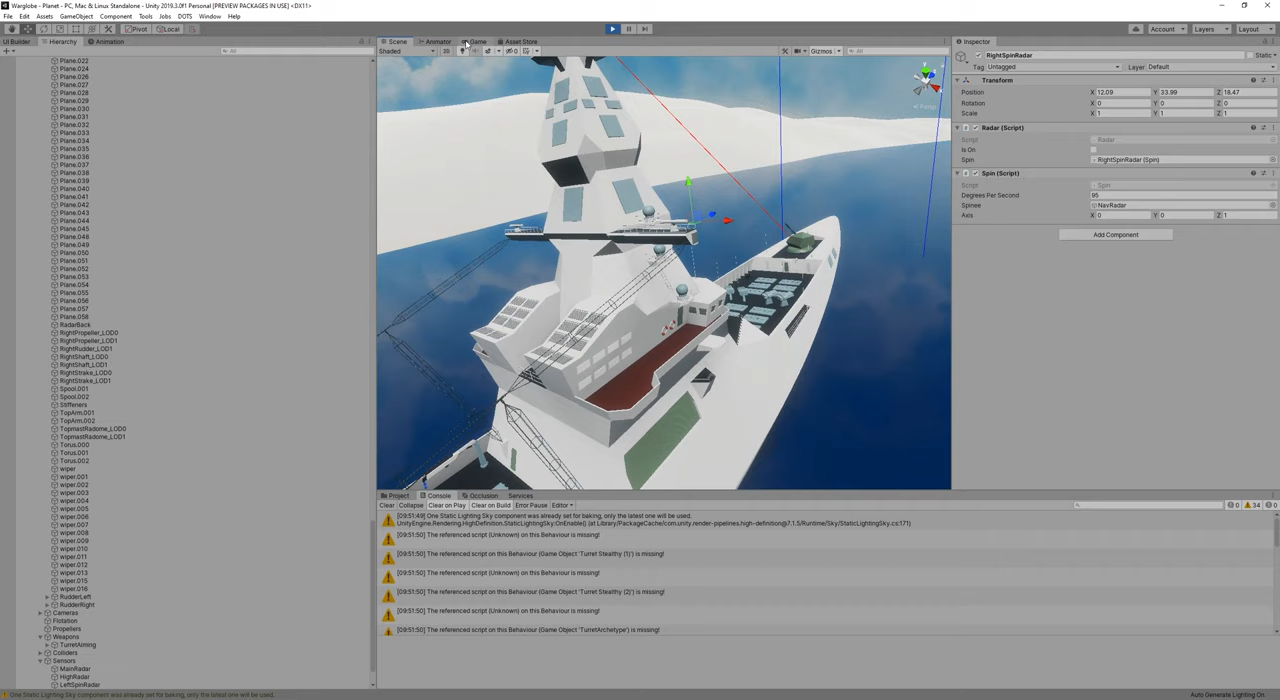 Warglobe - Planet - PC, Mac & Linux Standalone - Unity 2019.3.0f1 Personal [PREVIEW PACKAGES IN USE] <DX11>
File Edit Assets GameObject Component Tools Jobs DOTS Window Help
Pivot Local Account Layers Layout
UI Builder Hierarchy Animation Scene Animator Game Asset Store Inspector
All Shaded 2D 0 Gizmos All
RightSpinRadar Static
Tag Untagged Layer Default
Transform
Position X 12.09 Y 33.99 Z 18.47
Rotation X 0 Y 0 Z 0
Scale X 1 Y 1 Z 1
Radar (Script)
Script Radar
Is On
Spin RightSpinRadar (Spin)
Spin (Script)
Script Spin
Degrees Per Second 95
Spinee NavRadar
Axis X 0 Y 0 Z 1
Add Component
y
Persp
Plane.022
Plane.024
Plane.026
Plane.027
Plane.028
Plane.029
Plane.030
Plane.031
Plane.032
Plane.033
Plane.034
Plane.035
Plane.036
Plane.037
Plane.038
Plane.039
Plane.040
Plane.041
Plane.042
Plane.043
Plane.044
Plane.045
Plane.048
Plane.049
Plane.050
Plane.051
Plane.052
Plane.053
Plane.054
Plane.055
Plane.056
Plane.057
Plane.058
RadarBack
RightPropeller_LOD0
RightPropeller_LOD1
RightRudder_LOD1
RightShaft_LOD0
RightShaft_LOD1
RightStrake_LOD0
RightStrake_LOD1
Spool.001
Spool.002
Stiffeners
TopArm.001
TopArm.002
TopmastRadome_LOD0
TopmastRadome_LOD1
Torus.000
Torus.001
Torus.002
wiper
wiper.001
wiper.002
wiper.003
wiper.004
wiper.005
wiper.006
wiper.007
wiper.008
wiper.009
wiper.010
wiper.011
wiper.012
wiper.013
wiper.015
wiper.016
RudderLeft
RudderRight
Cameras
Flotation
Propellers
Weapons
TurretAiming
Colliders
Sensors
MainRadar
HighRadar
LeftSpinRadar
Project Console Occlusion Services
Clear Collapse Clear on Play Clear on Build Error Pause Editor 0 34 0
[09:51:49] One Static Lighting Sky component was already set for baking, only the latest one will be used.
UnityEngine.Rendering.HighDefinition.StaticLightingSky:OnEnable() (at Library/PackageCache/com.unity.render-pipelines.high-definition@7.1.5/Runtime/Sky/StaticLightingSky.cs:171)
[09:51:50] The referenced script (Unknown) on this Behaviour is missing!
[09:51:50] The referenced script on this Behaviour (Game Object 'Turret Stealthy (1)') is missing!
[09:51:50] The referenced script (Unknown) on this Behaviour is missing!
[09:51:50] The referenced script on this Behaviour (Game Object 'Turret Stealthy (2)') is missing!
[09:51:50] The referenced script (Unknown) on this Behaviour is missing!
[09:51:50] The referenced script on this Behaviour (Game Object 'TurretArchetype') is missing!
One Static Lighting Sky component was already set for baking, only the latest one will be used.
Auto Generate Lighting On